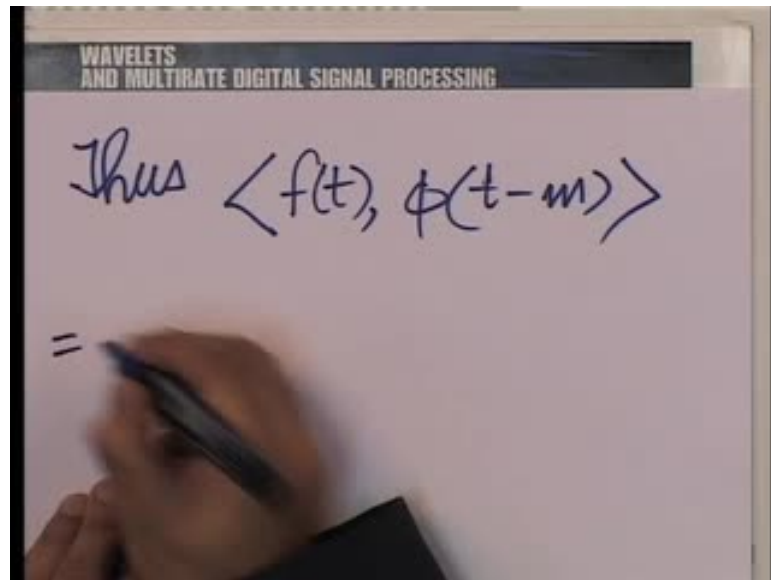 WAVELETS
AND MULTIRATE DIGITAL SIGNAL PROCESSING
Thus <f(t), ϕ(t-m)>
=